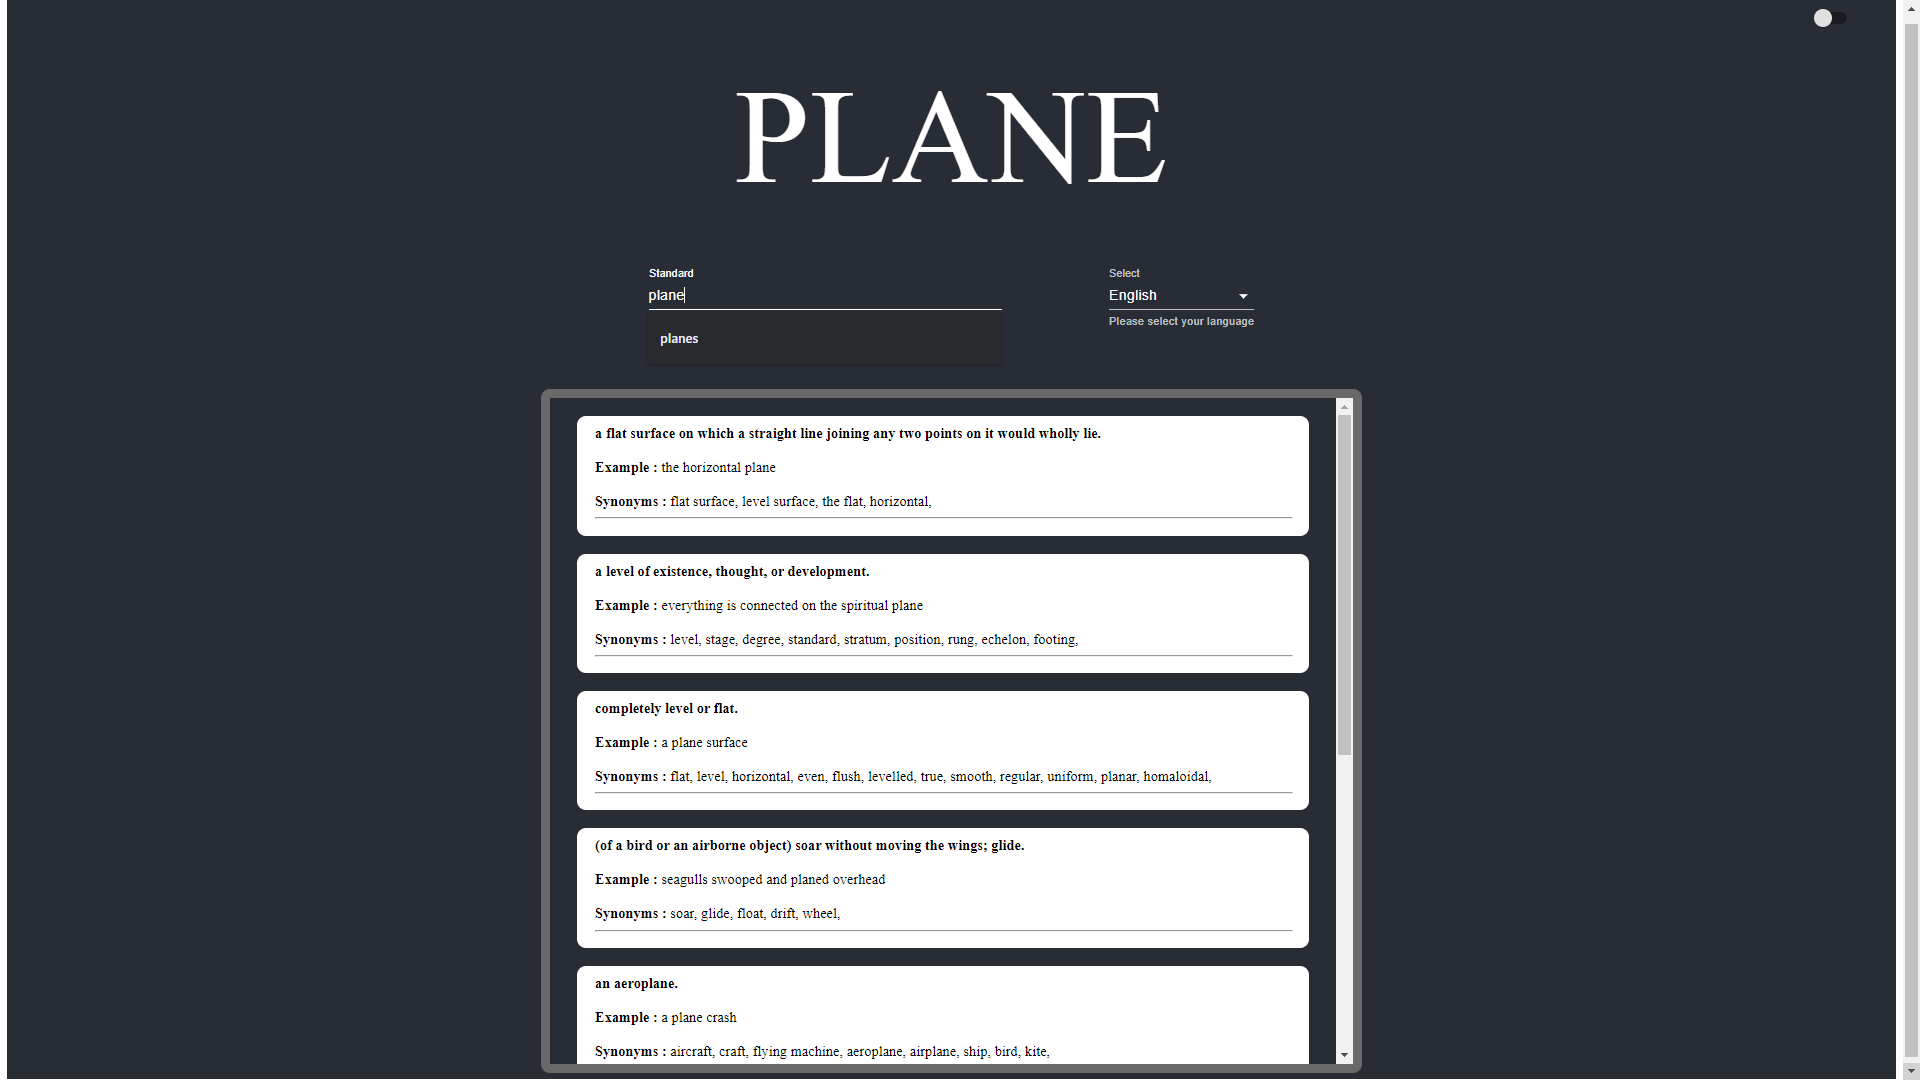 PLANE
Standard
Select
plane
English
Please select your language
planes
a flat surface on which a straight line joining any two points on it would wholly lie.
Example : the horizontal plane
Synonyms : flat surface, level surface, the flat, horizontal,
a level of existence, thought, or development.
Example : everything is connected on the spiritual plane
Synonyms : level, stage, degree, standard, stratum, position, rung, echelon, footing,
completely level or flat.
Example : a plane surface
Synonyms : flat, level, horizontal, even, flush, levelled, true, smooth, regular, uniform, planar, homaloidal,
(of a bird or an airborne object) soar without moving the wings; glide.
Example : seagulls swooped and planed overhead
Synonyms : soar, glide, float, drift, wheel,
an aeroplane.
Example : a plane crash
Synonyms : aircraft, craft, flying machine, aeroplane, airplane, ship, bird, kite,